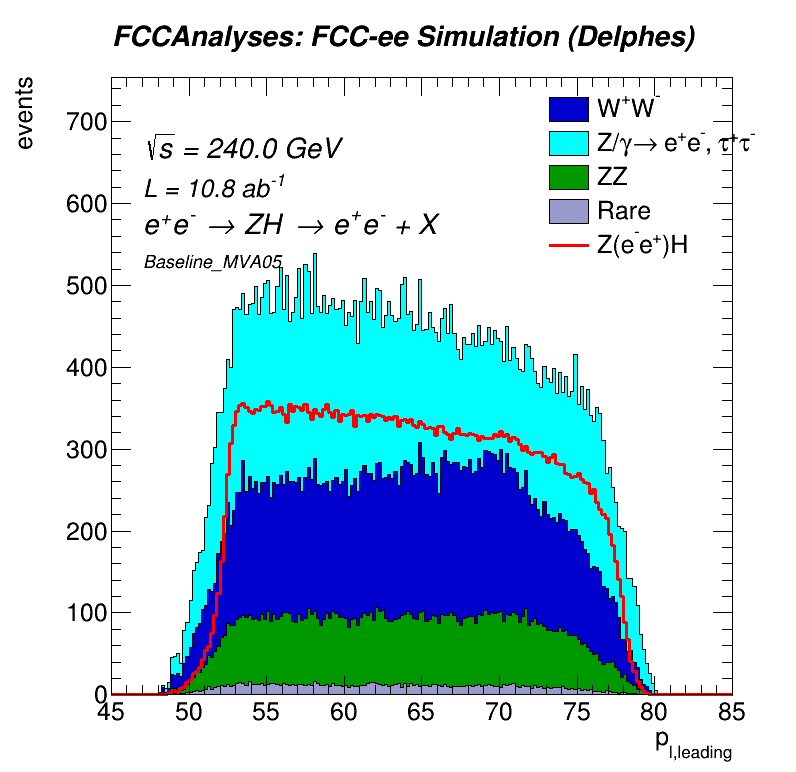 FCCAnalyses: FCC-ee Simulation (Delphes)
events
√s = 240.0 GeV
L = 10.8 ab⁻¹
e⁺e⁻ → ZH → e⁺e⁻ + X
Baseline_MVA05
W⁺W⁻
Z/γ→ e⁺e⁻, τ⁺τ⁻
ZZ
Rare
Z(e⁻e⁺)H
700
600
500
400
300
200
100
0
45 50 55 60 65 70 75 80 85
p_l,leading